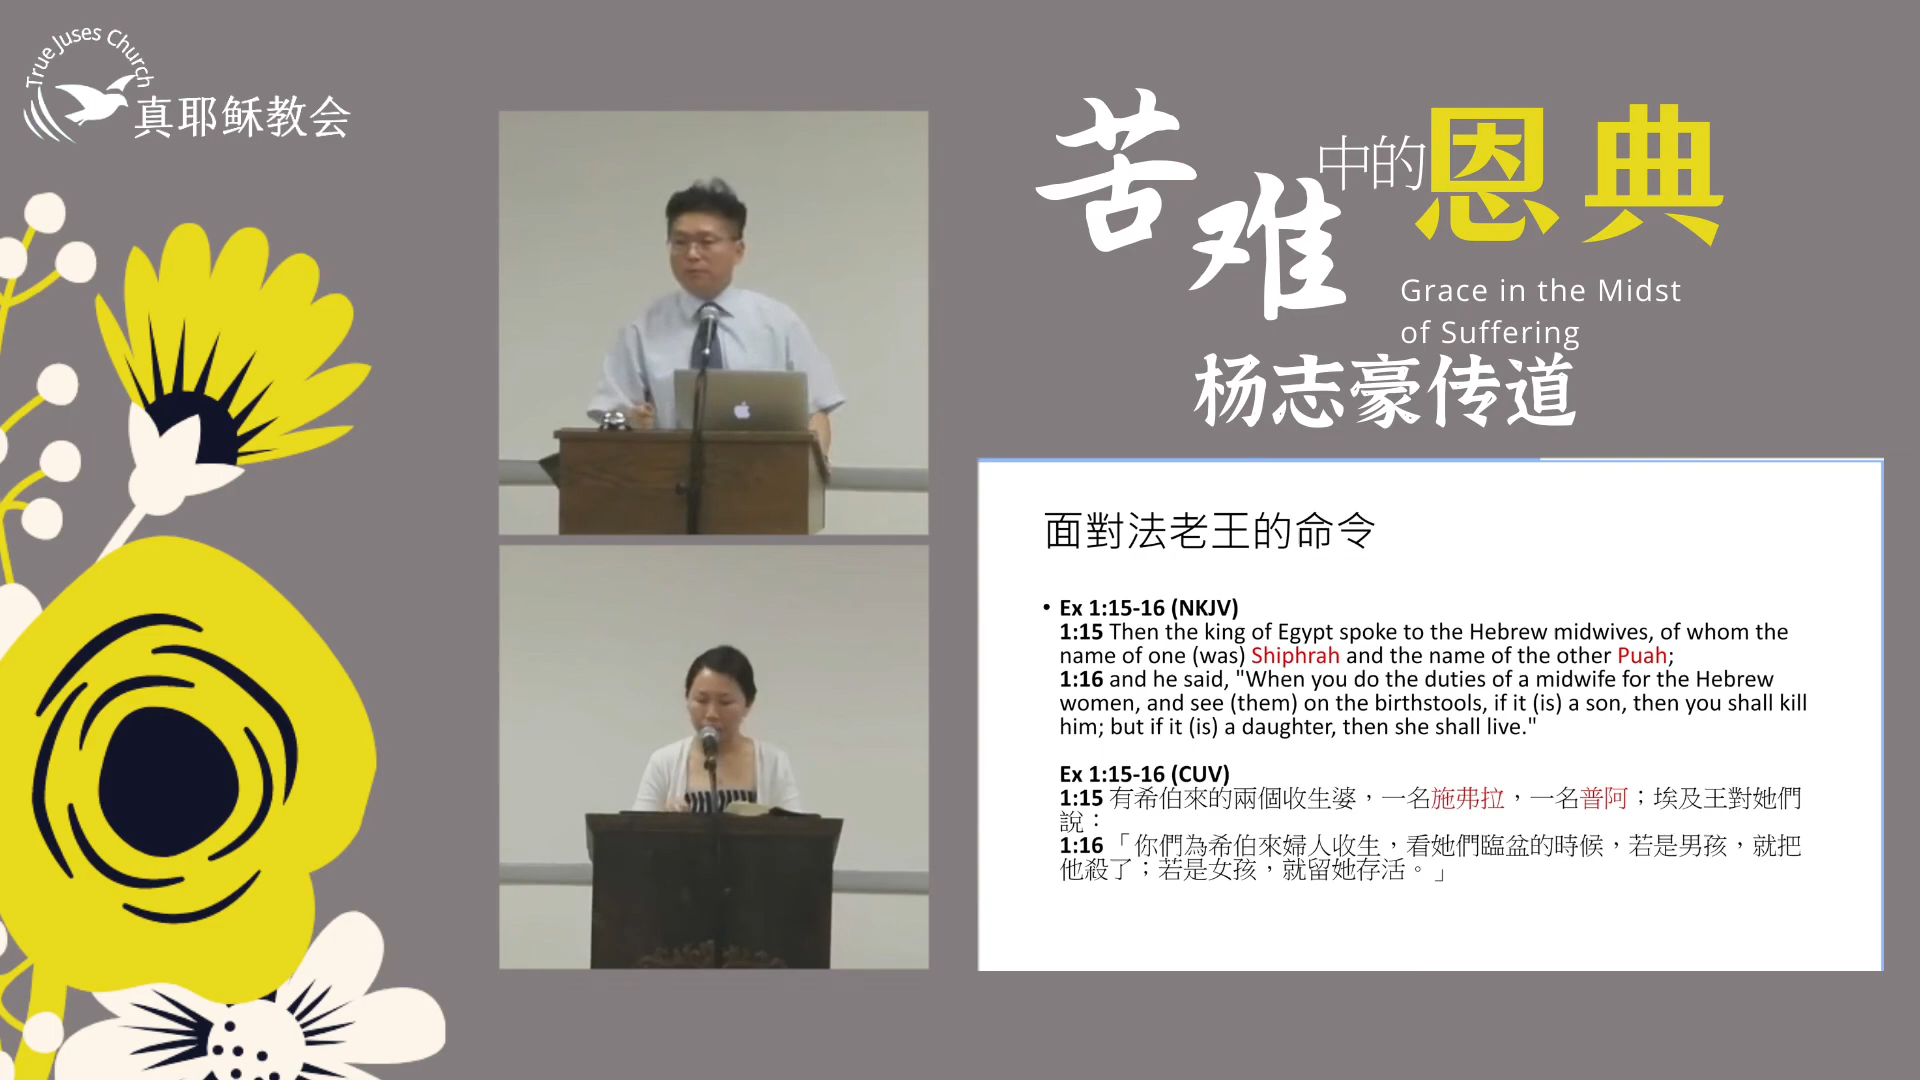 True Juses Church
真耶稣教会
苦难中的恩典
Grace in the Midst
of Suffering
杨志豪传道
面對法老王的命令
• Ex 1:15-16 (NKJV)
1:15 Then the king of Egypt spoke to the Hebrew midwives, of whom the
name of one (was) Shiphrah and the name of the other Puah;
1:16 and he said, "When you do the duties of a midwife for the Hebrew
women, and see (them) on the birthstools, if it (is) a son, then you shall kill
him; but if it (is) a daughter, then she shall live."
Ex 1:15-16 (CUV)
1:15 有希伯來的兩個收生婆，一名施弗拉，一名普阿；埃及王對她們
說：
1:16「你們為希伯來婦人收生，看她們臨盆的時候，若是男孩，就把
他殺了；若是女孩，就留她存活。」